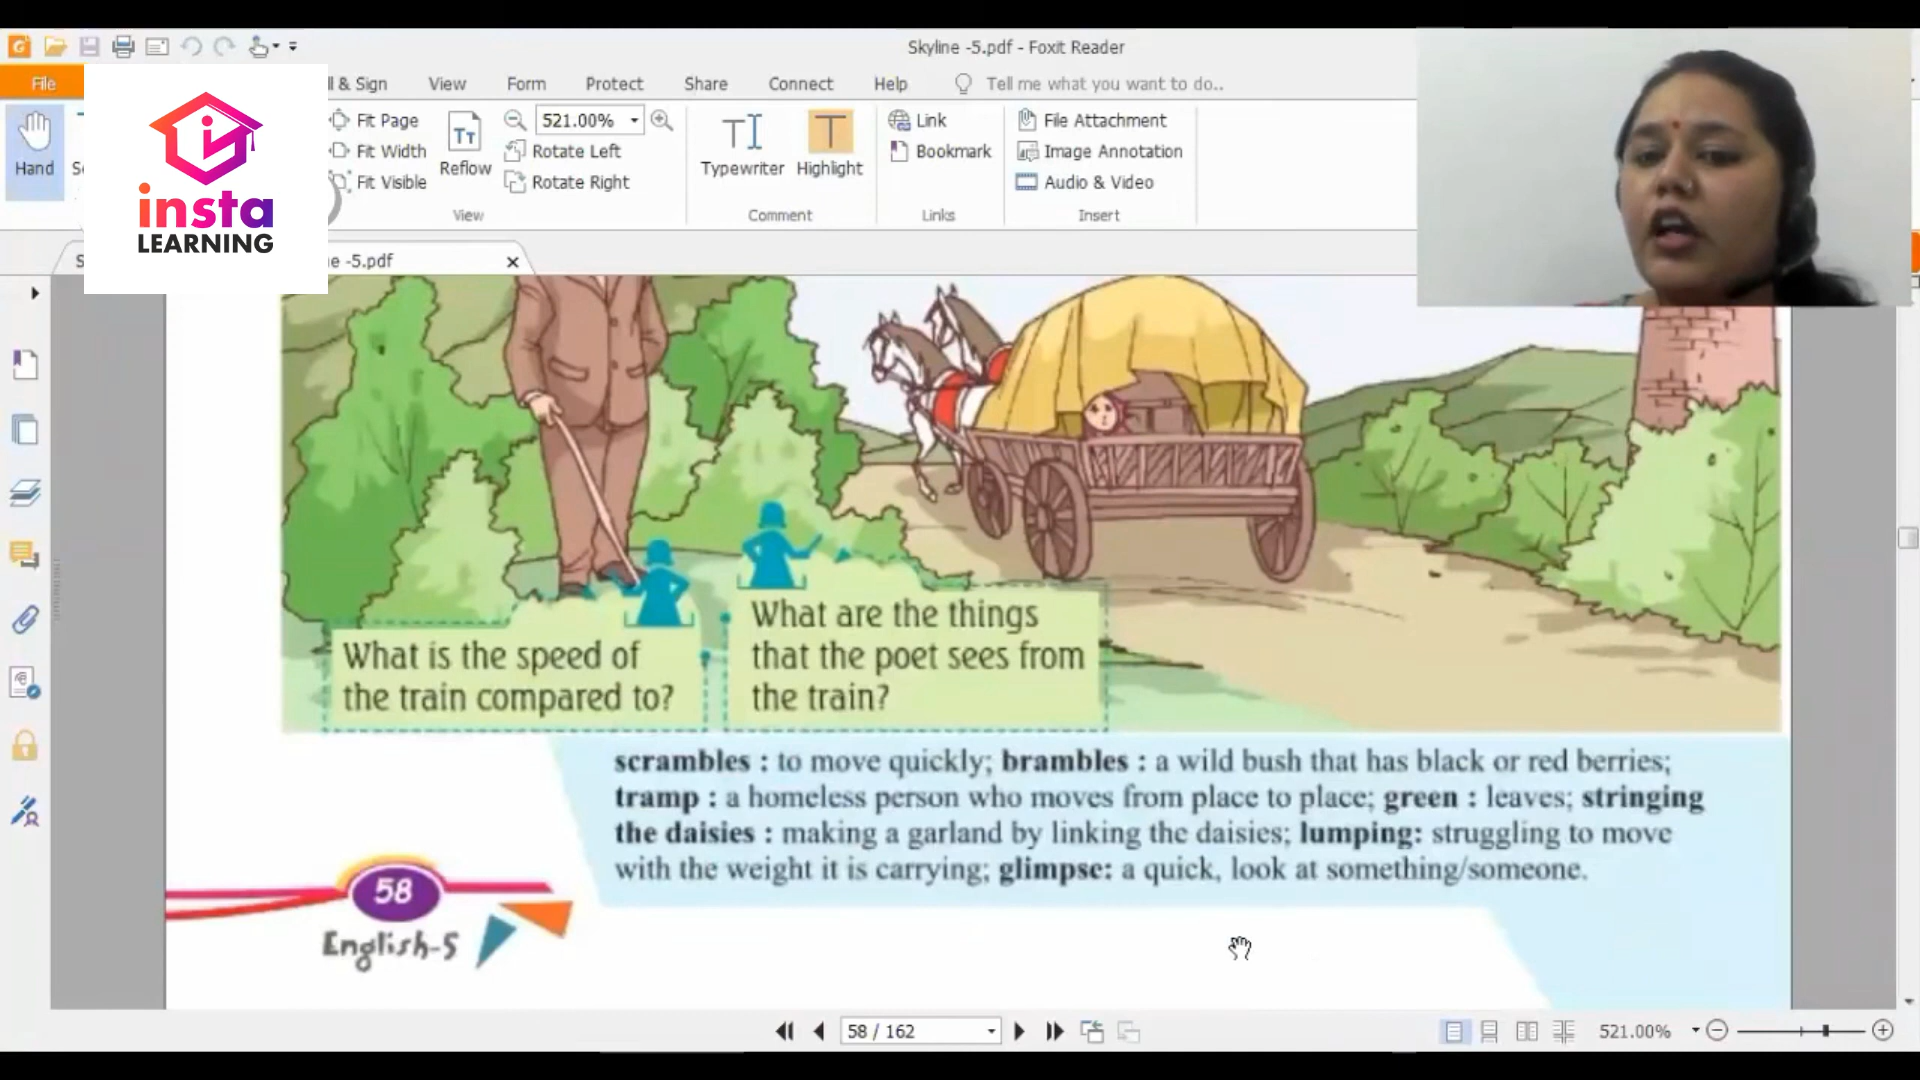 Skyline -5.pdf - Foxit Reader
File
l & Sign
View
Form
Protect
Share
Connect
Help
Tell me what you want to do..
Hand
Fit Page
Fit Width
Fit Visible
Reflow
521.00%
Rotate Left
Rotate Right
View
Typewriter
Highlight
Comment
Link
Bookmark
Links
File Attachment
Image Annotation
Audio & Video
Insert
insta
LEARNING
e -5.pdf
What is the speed of
the train compared to?
What are the things
that the poet sees from
the train?
scrambles : to move quickly; brambles : a wild bush that has black or red berries;
tramp : a homeless person who moves from place to place; green : leaves; stringing
the daisies : making a garland by linking the daisies; lumping: struggling to move
with the weight it is carrying; glimpse: a quick, look at something/someone.
58
English-5
58 / 162
521.00%